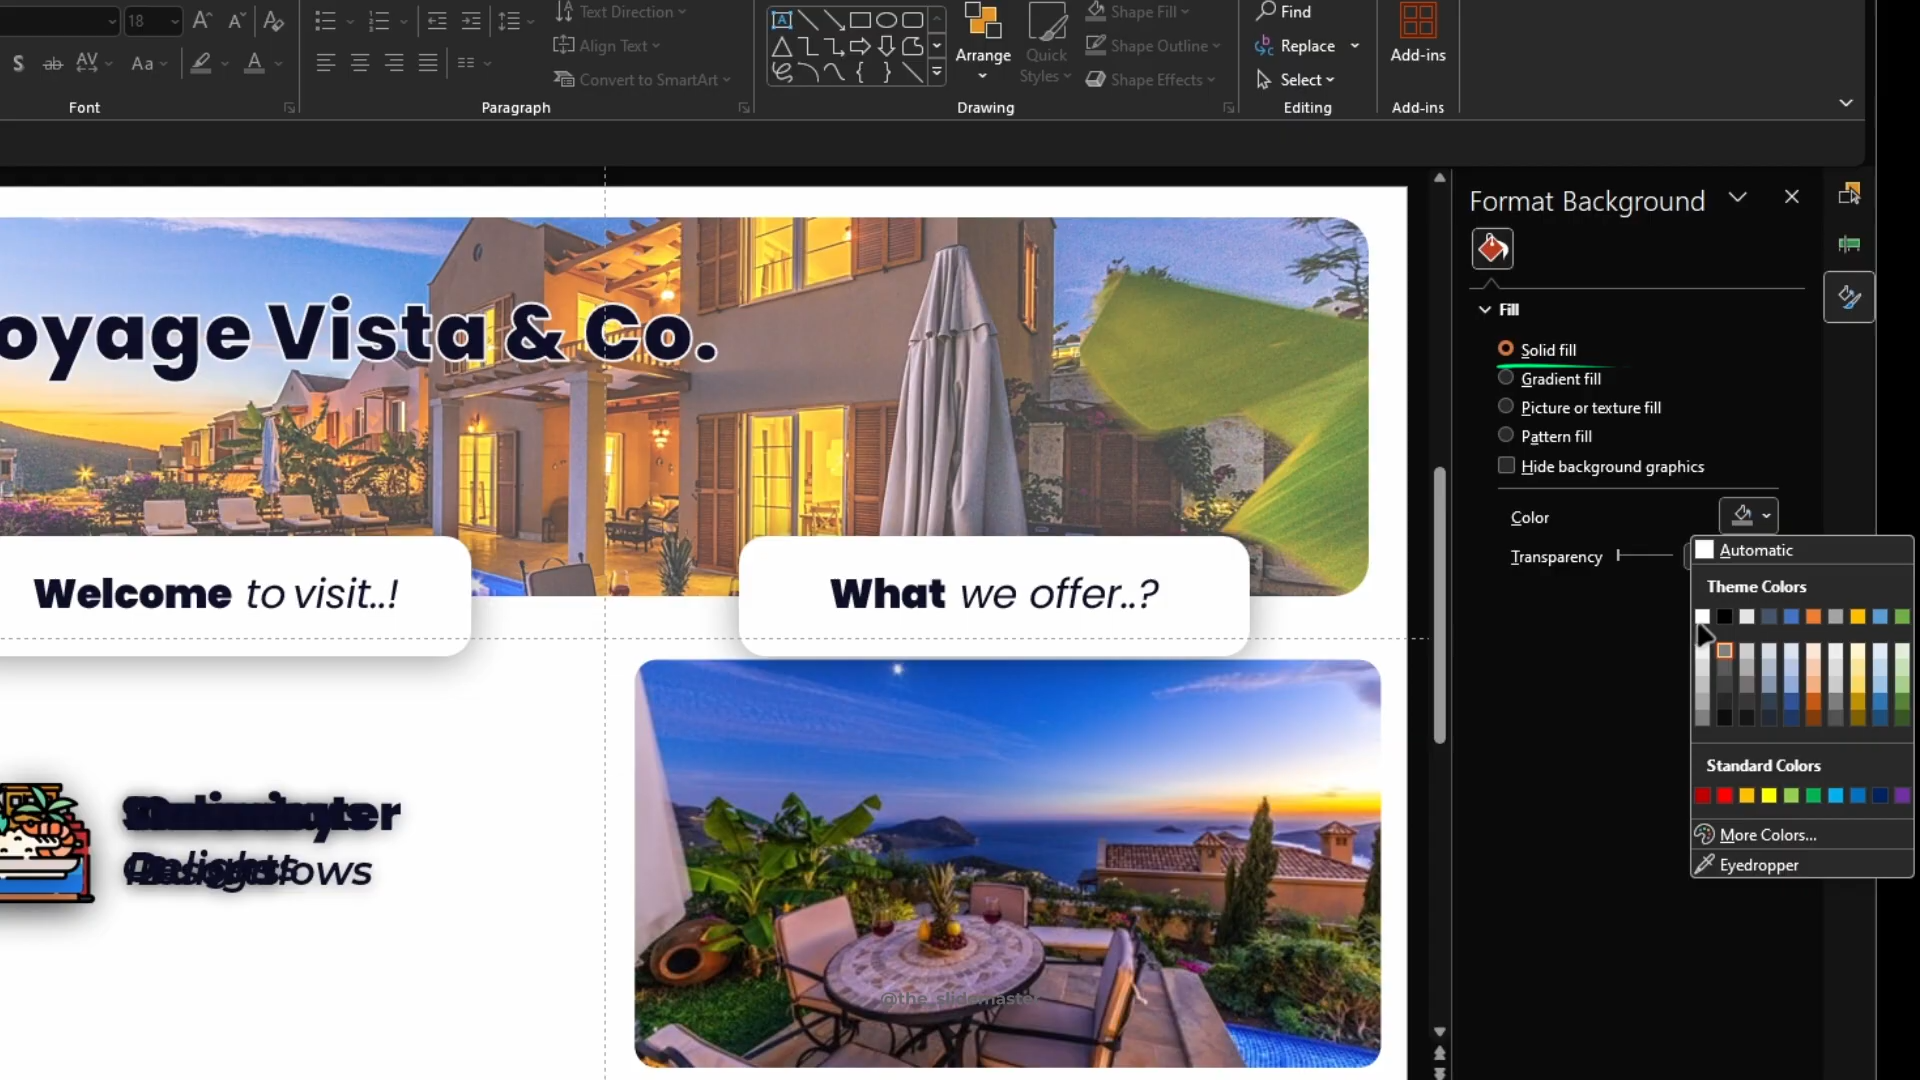 18
Text Direction
Align Text
Convert to SmartArt
Aa
Font
Paragraph
Arrange
Quick
Styles
Shape Fill
Shape Outline
Shape Effects
Drawing
Find
Replace
Select
Editing
Add-ins
Add-ins
oyage Vista & Co.
Welcome to visit..!
What we offer..?
@the_slidemaster
Format Background
Fill
Solid fill
Gradient fill
Picture or texture fill
Pattern fill
Hide background graphics
Color
Transparency
Automatic
Theme Colors
Standard Colors
More Colors...
Eyedropper